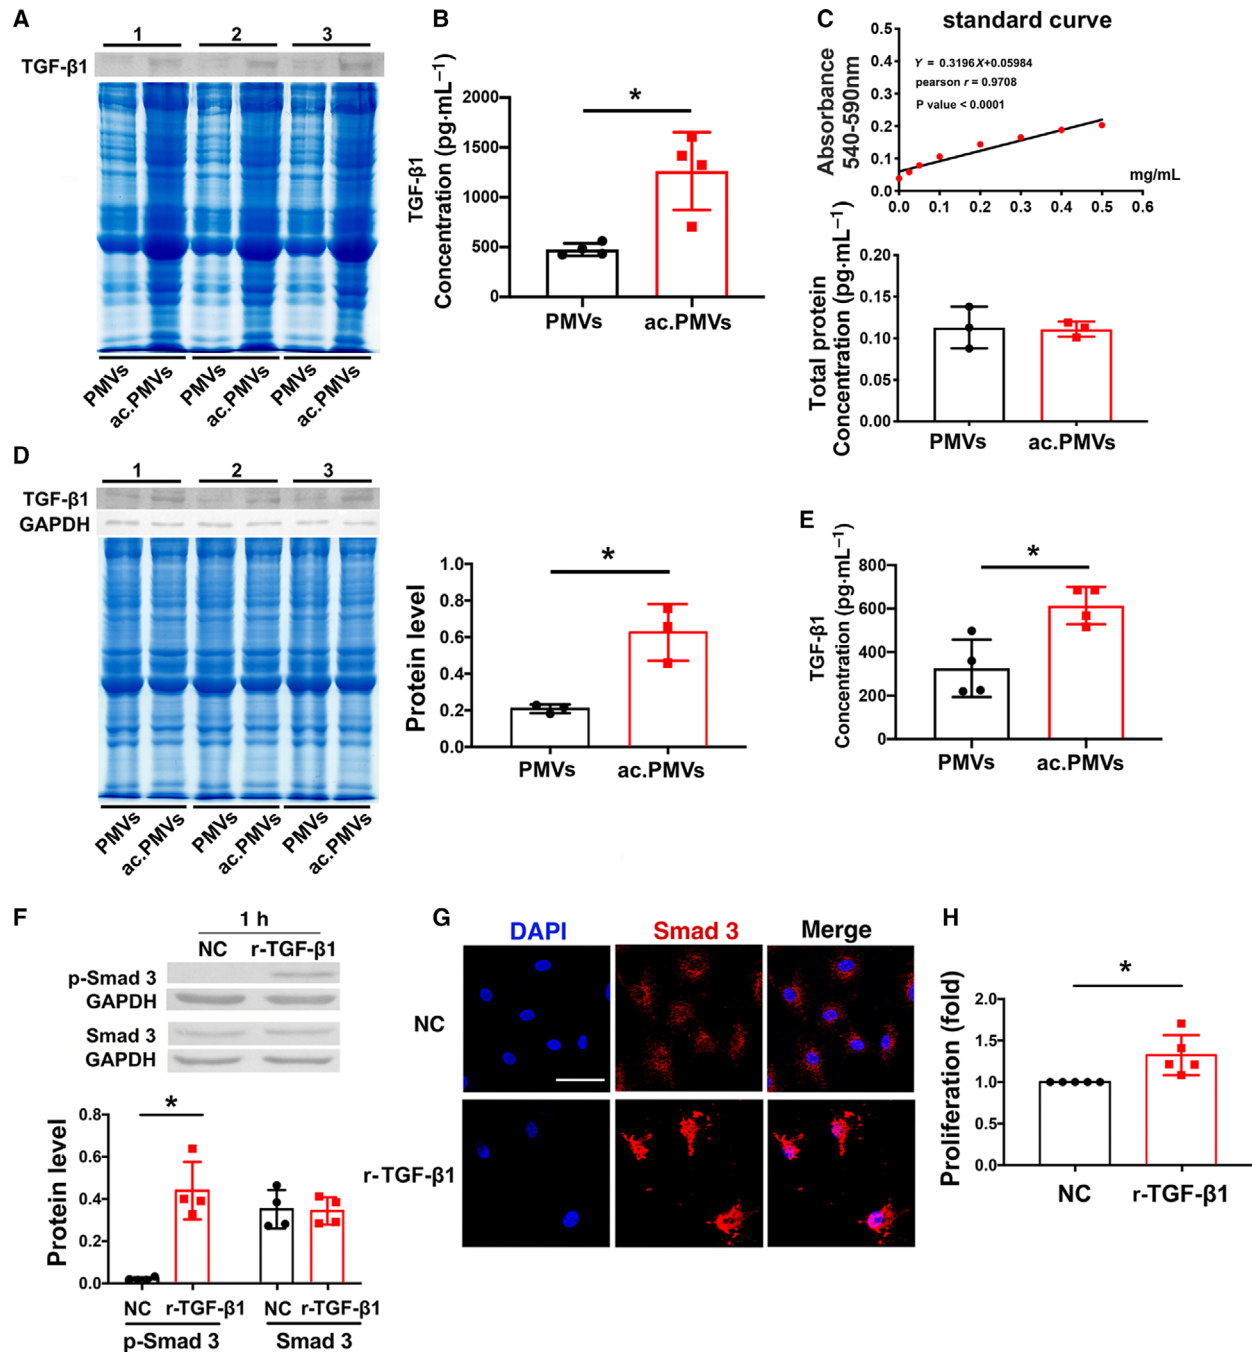 A
1 2 3
TGF-β1
PMVs ac.PMVs PMVs ac.PMVs PMVs ac.PMVs
B
TGF-β1
Concentration (pg·mL⁻¹)
2000
1500
1000
500
0
*
PMVs ac.PMVs
C
standard curve
Absorbance
540-590nm
0.5
0.4
0.3
0.2
0.1
0.0
Y = 0.3196X+0.05984
pearson r = 0.9708
P value < 0.0001
mg/mL
0.0 0.1 0.2 0.3 0.4 0.5 0.6
Total protein
Concentration (pg·mL⁻¹)
0.20
0.15
0.10
0.05
0.00
PMVs ac.PMVs
D
1 2 3
TGF-β1
GAPDH
PMVs ac.PMVs PMVs ac.PMVs PMVs ac.PMVs
Protein level
1.0
0.8
0.6
0.4
0.2
0.0
*
PMVs ac.PMVs
E
TGF-β1
Concentration (pg·mL⁻¹)
800
600
400
200
0
*
PMVs ac.PMVs
F
1 h
NC r-TGF-β1
p-Smad 3
GAPDH
Smad 3
GAPDH
Protein level
0.8
0.6
0.4
0.2
0.0
*
NC r-TGF-β1 NC r-TGF-β1
p-Smad 3 Smad 3
G
DAPI Smad 3 Merge
NC
r-TGF-β1
H
Proliferation (fold)
2.0
1.5
1.0
0.5
0.0
*
NC r-TGF-β1